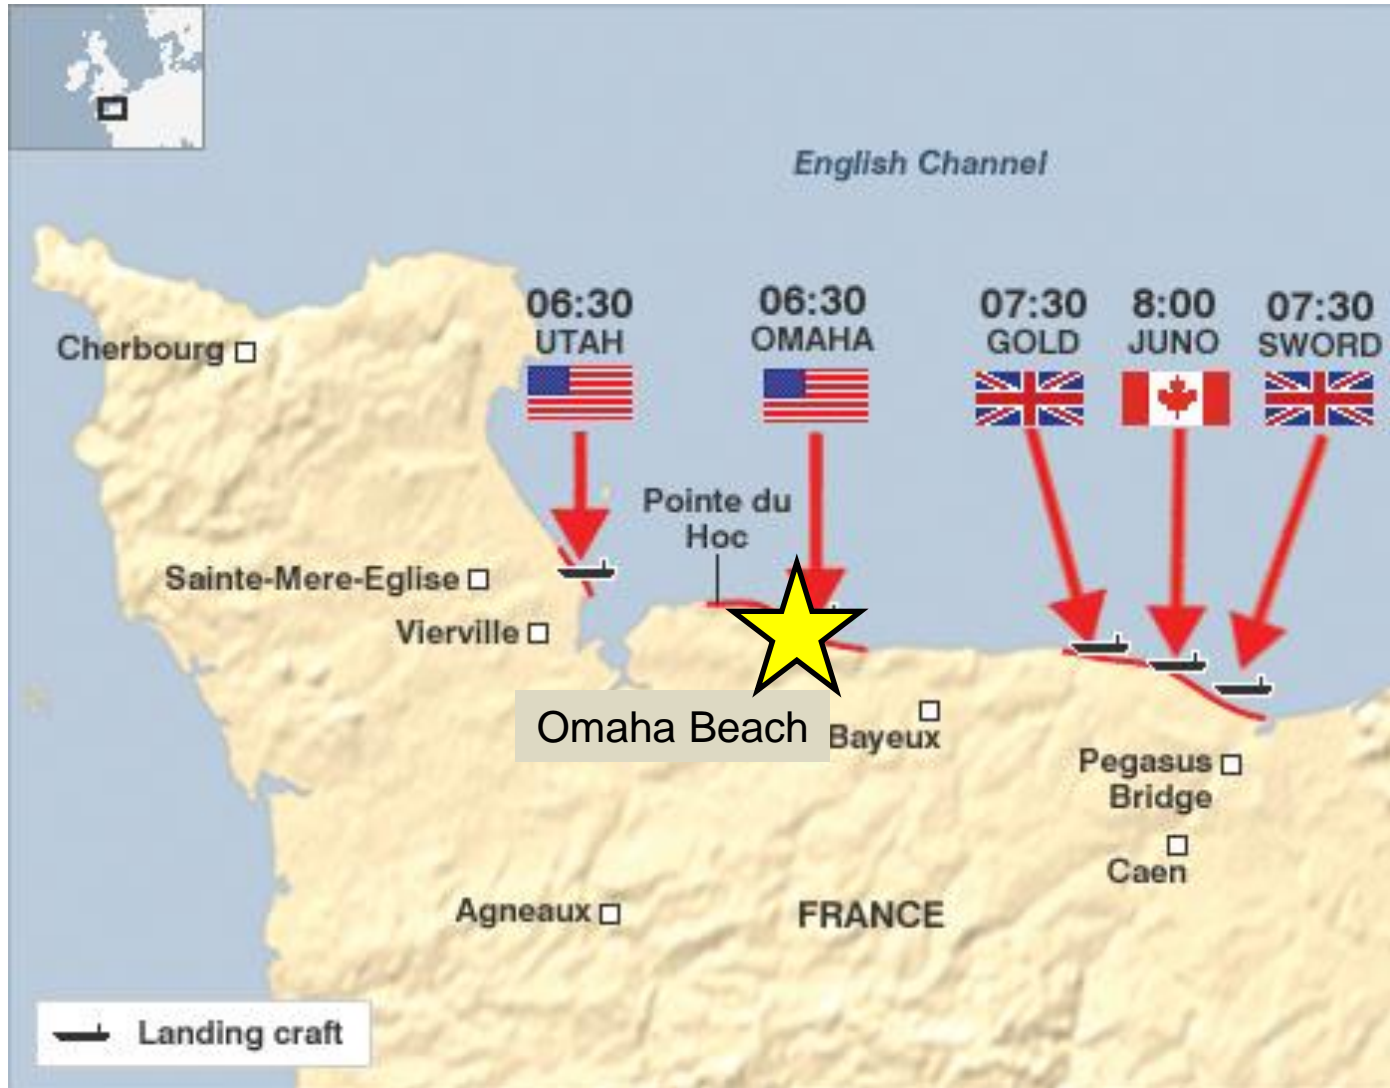 English Channel
06:30
UTAH
06:30
OMAHA
07:30
GOLD
8:00
JUNO
07:30
SWORD
Cherbourg
Pointe du
Hoc
Sainte-Mere-Eglise
Vierville
Omaha Beach
Bayeux
Pegasus
Bridge
Caen
Agneaux
FRANCE
Landing craft